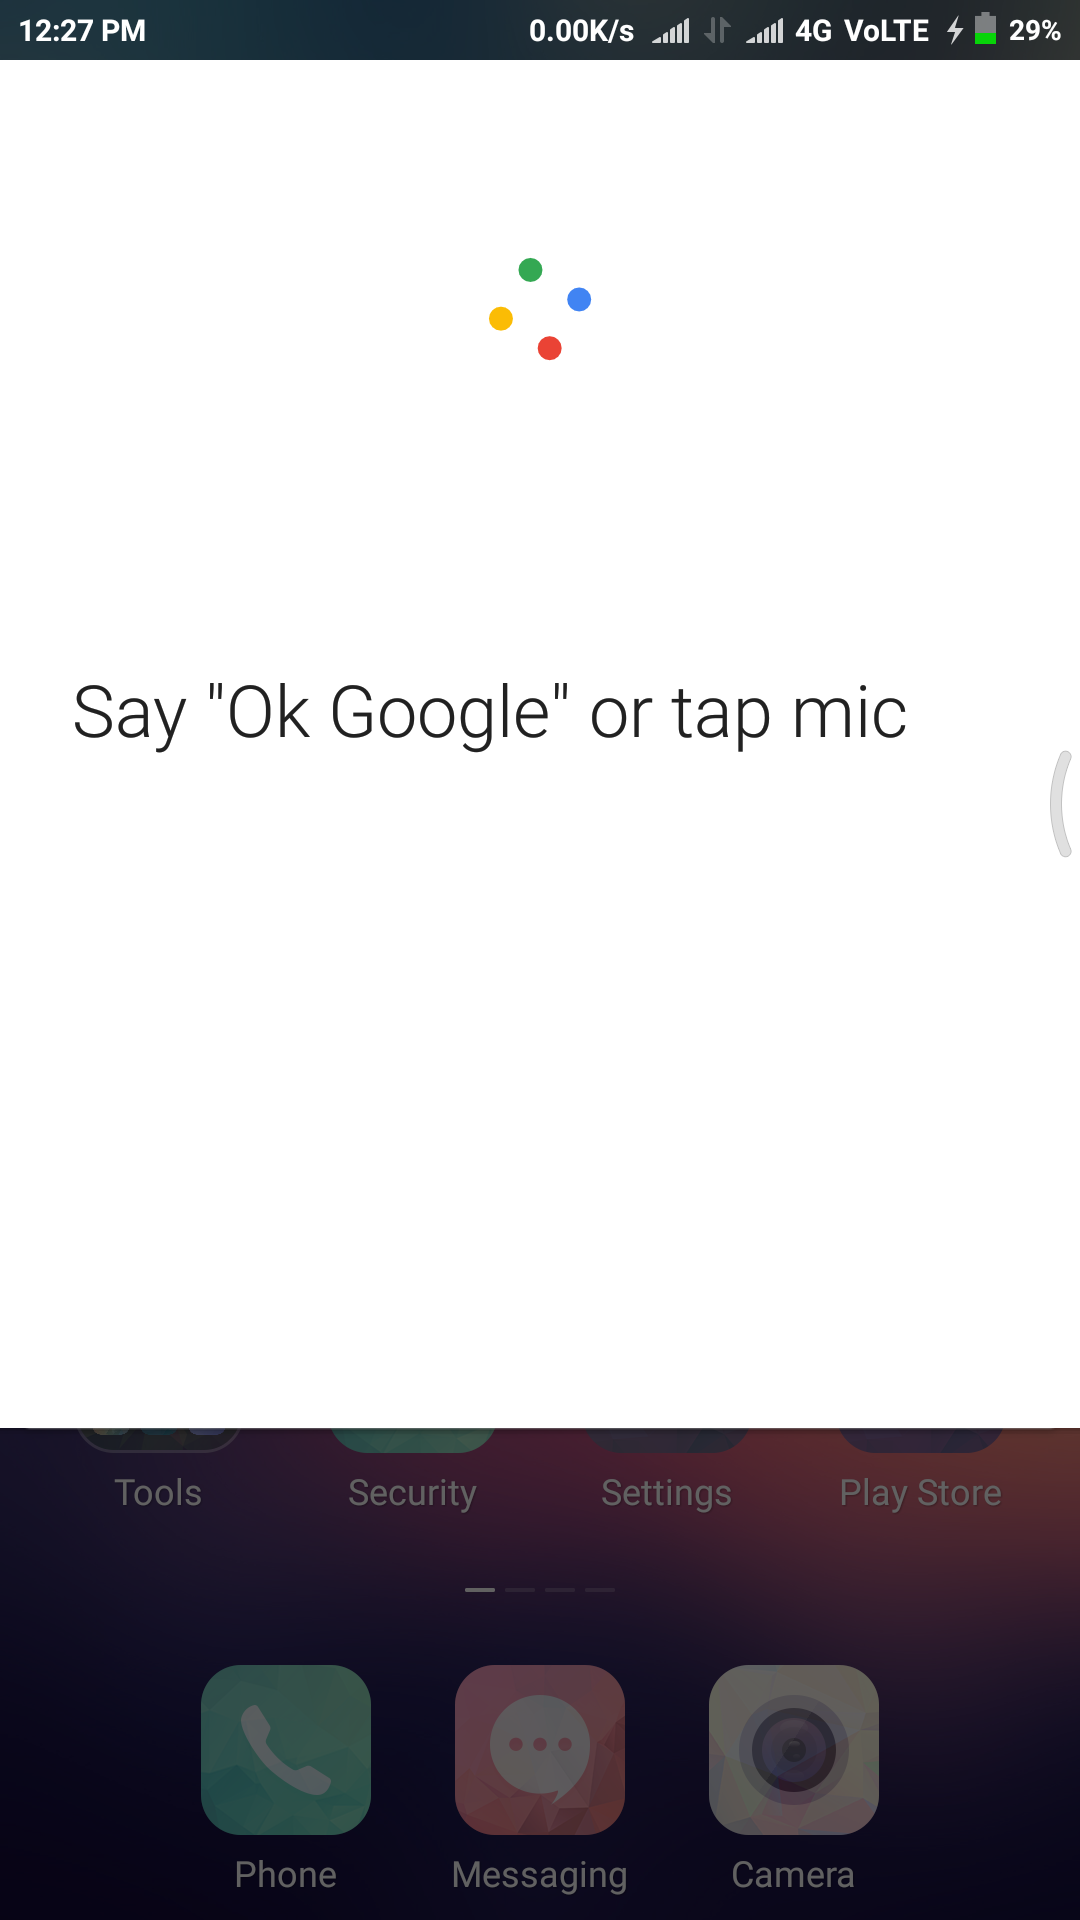 12:27 PM 0.00K/s 4G VoLTE 29%
Say "Ok Google" or tap mic
Tools Security Settings Play Store
Phone Messaging Camera